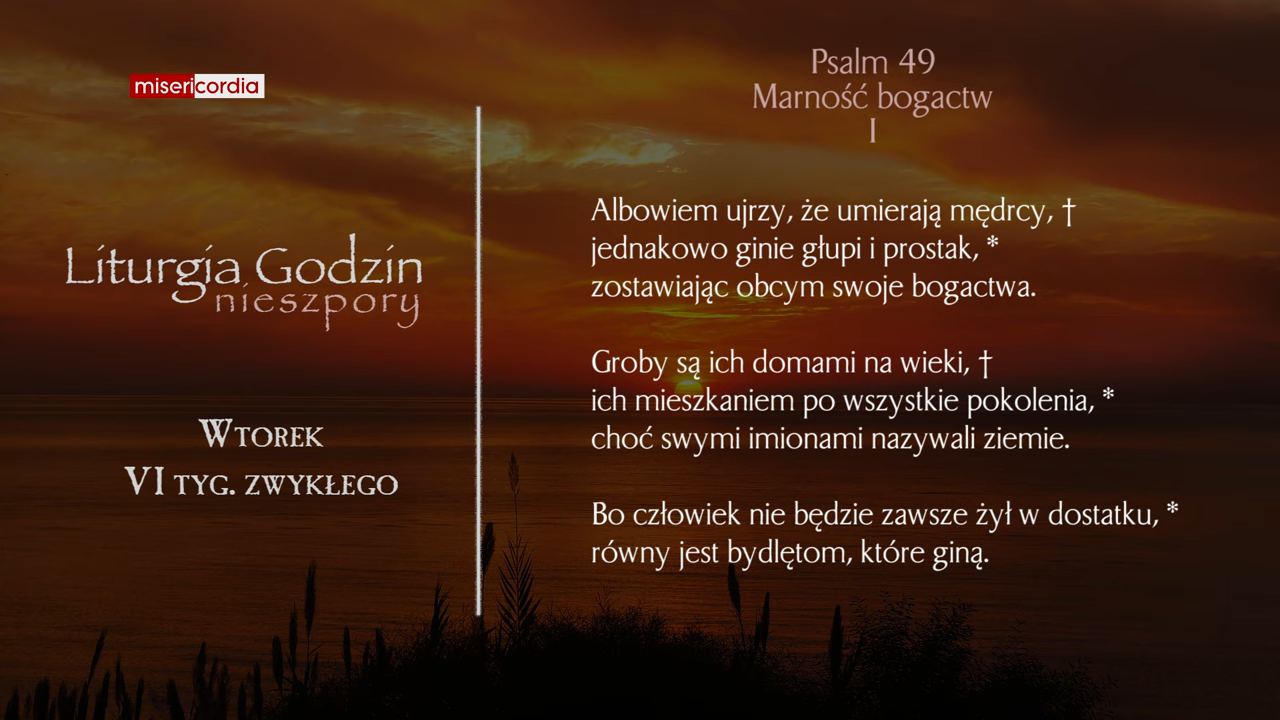 misericordia
Liturgia Godzin
nieszpory
Wtorek
VI tyg. zwykłego
Psalm 49
Marność bogactw
I
Albowiem ujrzy, że umierają mędrcy, †
jednakowo ginie głupi i prostak, *
zostawiając obcym swoje bogactwa.
Groby są ich domami na wieki, †
ich mieszkaniem po wszystkie pokolenia, *
choć swymi imionami nazywali ziemie.
Bo człowiek nie będzie zawsze żył w dostatku, *
równy jest bydlętom, które giną.